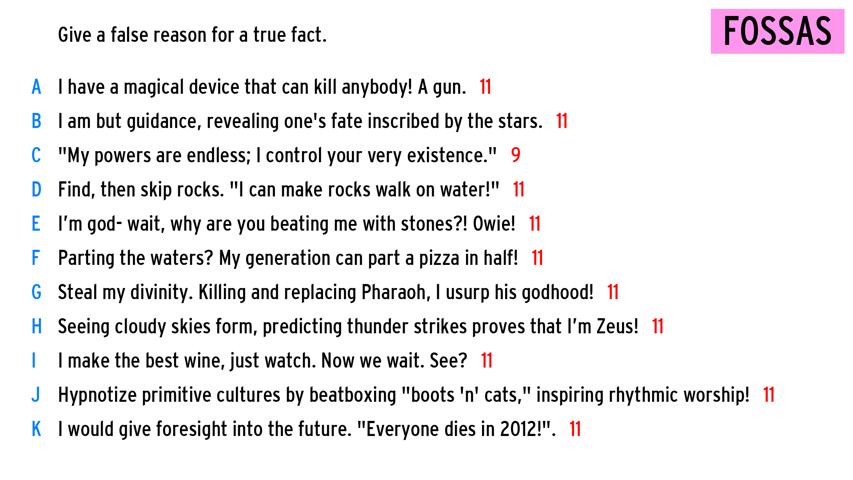 Give a false reason for a true fact.
FOSSAS
A I have a magical device that can kill anybody! A gun. 11
B I am but guidance, revealing one's fate inscribed by the stars. 11
C "My powers are endless; I control your very existence." 9
D Find, then skip rocks. "I can make rocks walk on water!" 11
E I'm god- wait, why are you beating me with stones?! Owie! 11
F Parting the waters? My generation can part a pizza in half! 11
G Steal my divinity. Killing and replacing Pharaoh, I usurp his godhood! 11
H Seeing cloudy skies form, predicting thunder strikes proves that I'm Zeus! 11
I I make the best wine, just watch. Now we wait. See? 11
J Hypnotize primitive cultures by beatboxing "boots 'n' cats," inspiring rhythmic worship! 11
K I would give foresight into the future. "Everyone dies in 2012!". 11